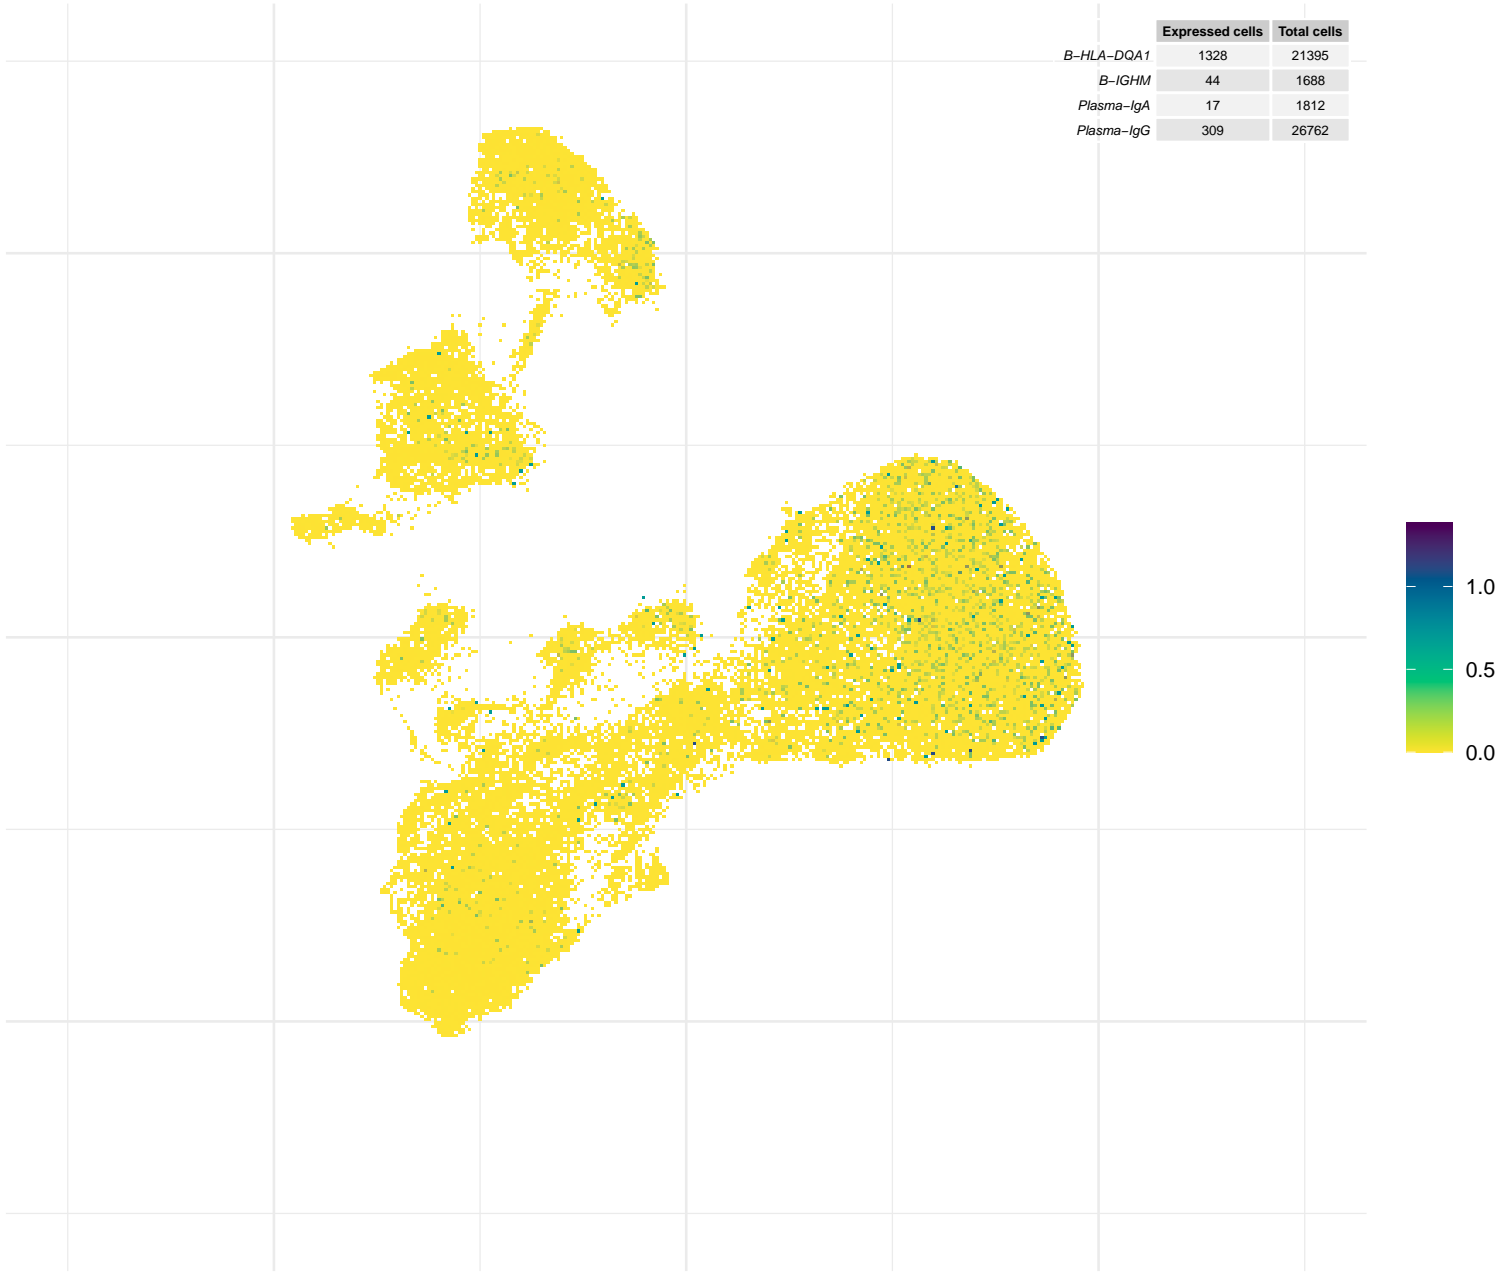 Expressed cells Total cells
B−HLA−DQA1 1328 21395
B−IGHM 44 1688
Plasma−IgA 17 1812
Plasma−IgG 309 26762
1.0
0.5
0.0